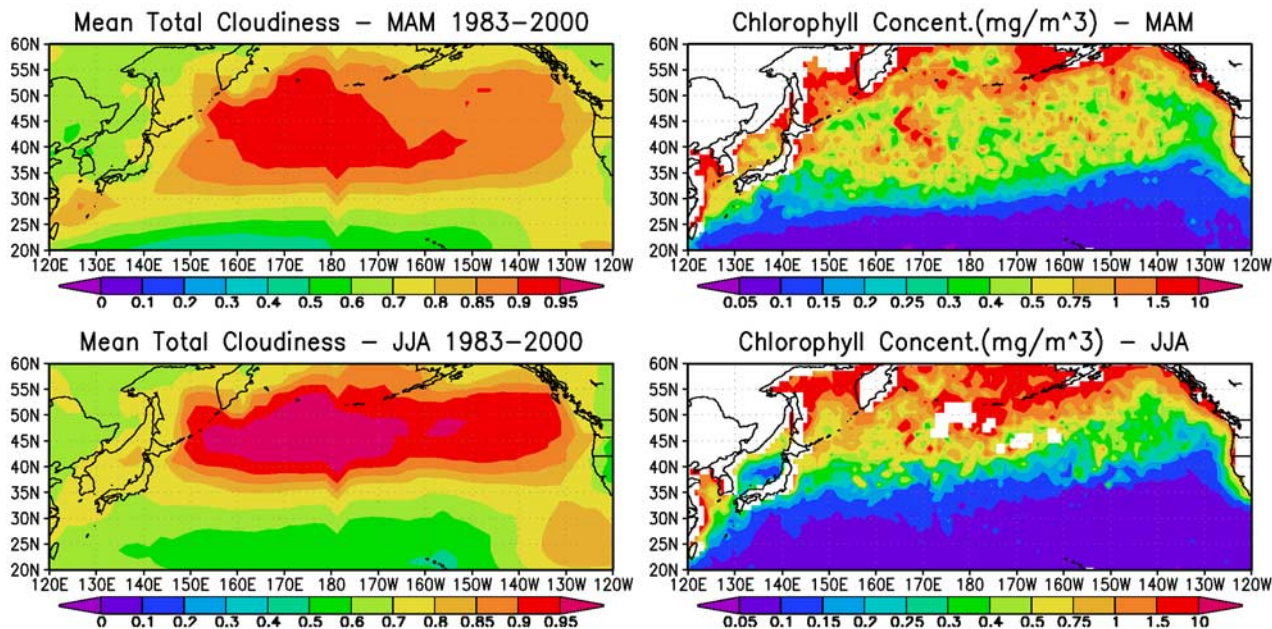 Mean Total Cloudiness – MAM 1983–2000
60N
55N
50N
45N
40N
35N
30N
25N
20N
120E 130E 140E 150E 160E 170E 180 170W 160W 150W 140W 130W 120W
0 0.1 0.2 0.3 0.4 0.5 0.6 0.7 0.8 0.85 0.9 0.95
Chlorophyll Concent.(mg/m^3) – MAM
60N
55N
50N
45N
40N
35N
30N
25N
20N
120E 130E 140E 150E 160E 170E 180 170W 160W 150W 140W 130W 120W
0.05 0.1 0.15 0.2 0.25 0.3 0.4 0.5 0.75 1 1.5 10
Mean Total Cloudiness – JJA 1983–2000
60N
55N
50N
45N
40N
35N
30N
25N
20N
120E 130E 140E 150E 160E 170E 180 170W 160W 150W 140W 130W 120W
0 0.1 0.2 0.3 0.4 0.5 0.6 0.7 0.8 0.85 0.9 0.95
Chlorophyll Concent.(mg/m^3) – JJA
60N
55N
50N
45N
40N
35N
30N
25N
20N
120E 130E 140E 150E 160E 170E 180 170W 160W 150W 140W 130W 120W
0.05 0.1 0.15 0.2 0.25 0.3 0.4 0.5 0.75 1 1.5 10